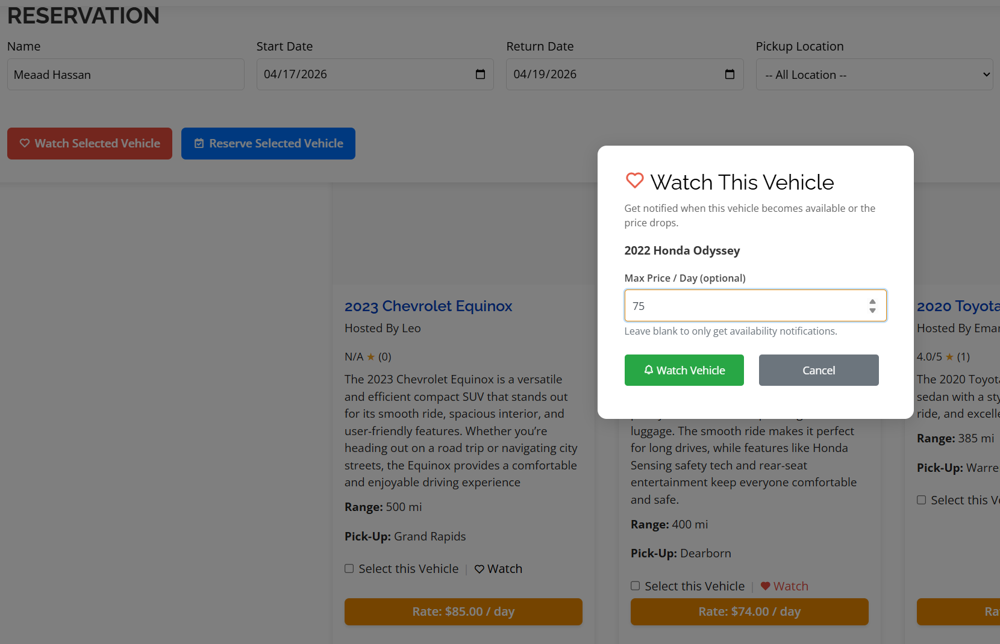 RESERVATION
Name
Start Date
Return Date
Pickup Location
Meaad Hassan
04/17/2026
04/19/2026
-- All Location --
Watch Selected Vehicle
Reserve Selected Vehicle
Watch This Vehicle
Get notified when this vehicle becomes available or the
price drops.
2022 Honda Odyssey
Max Price / Day (optional)
75
Leave blank to only get availability notifications.
Watch Vehicle
Cancel
2023 Chevrolet Equinox
Hosted By Leo
N/A ★ (0)
The 2023 Chevrolet Equinox is a versatile
and efficient compact SUV that stands out
for its smooth ride, spacious interior, and
user-friendly features. Whether you’re
heading out on a road trip or navigating city
streets, the Equinox provides a comfortable
and enjoyable driving experience
Range: 500 mi
Pick-Up: Grand Rapids
Select this Vehicle | Watch
Rate: $85.00 / day
luggage. The smooth ride makes it perfect
for long drives, while features like Honda
Sensing safety tech and rear-seat
entertainment keep everyone comfortable
and safe.
Range: 400 mi
Pick-Up: Dearborn
Select this Vehicle | Watch
Rate: $74.00 / day
2020 Toyota
Hosted By Eman
4.0/5 ★ (1)
The 2020 Toyota
sedan with a sty
ride, and excelle
Range: 385 mi
Pick-Up: Warre
Select this Ve
Ra